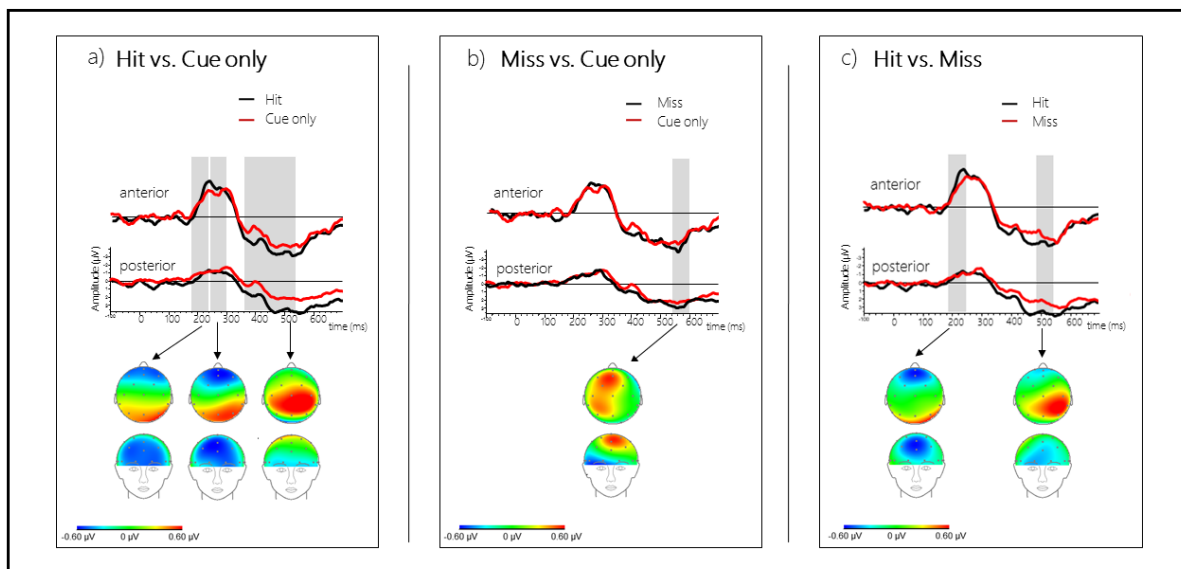 a) Hit vs. Cue only
Hit
Cue only
anterior
posterior
Amplitude (µV)
0 100 200 300 400 500 600
time (ms)
-0.60 µV 0 µV 0.60 µV
b) Miss vs. Cue only
Miss
Cue only
anterior
posterior
Amplitude (µV)
0 100 200 300 400 500 600
time (ms)
-0.60 µV 0 µV 0.60 µV
c) Hit vs. Miss
Hit
Miss
anterior
posterior
Amplitude (µV)
0 100 200 300 400 500 600
time (ms)
-0.60 µV 0 µV 0.60 µV